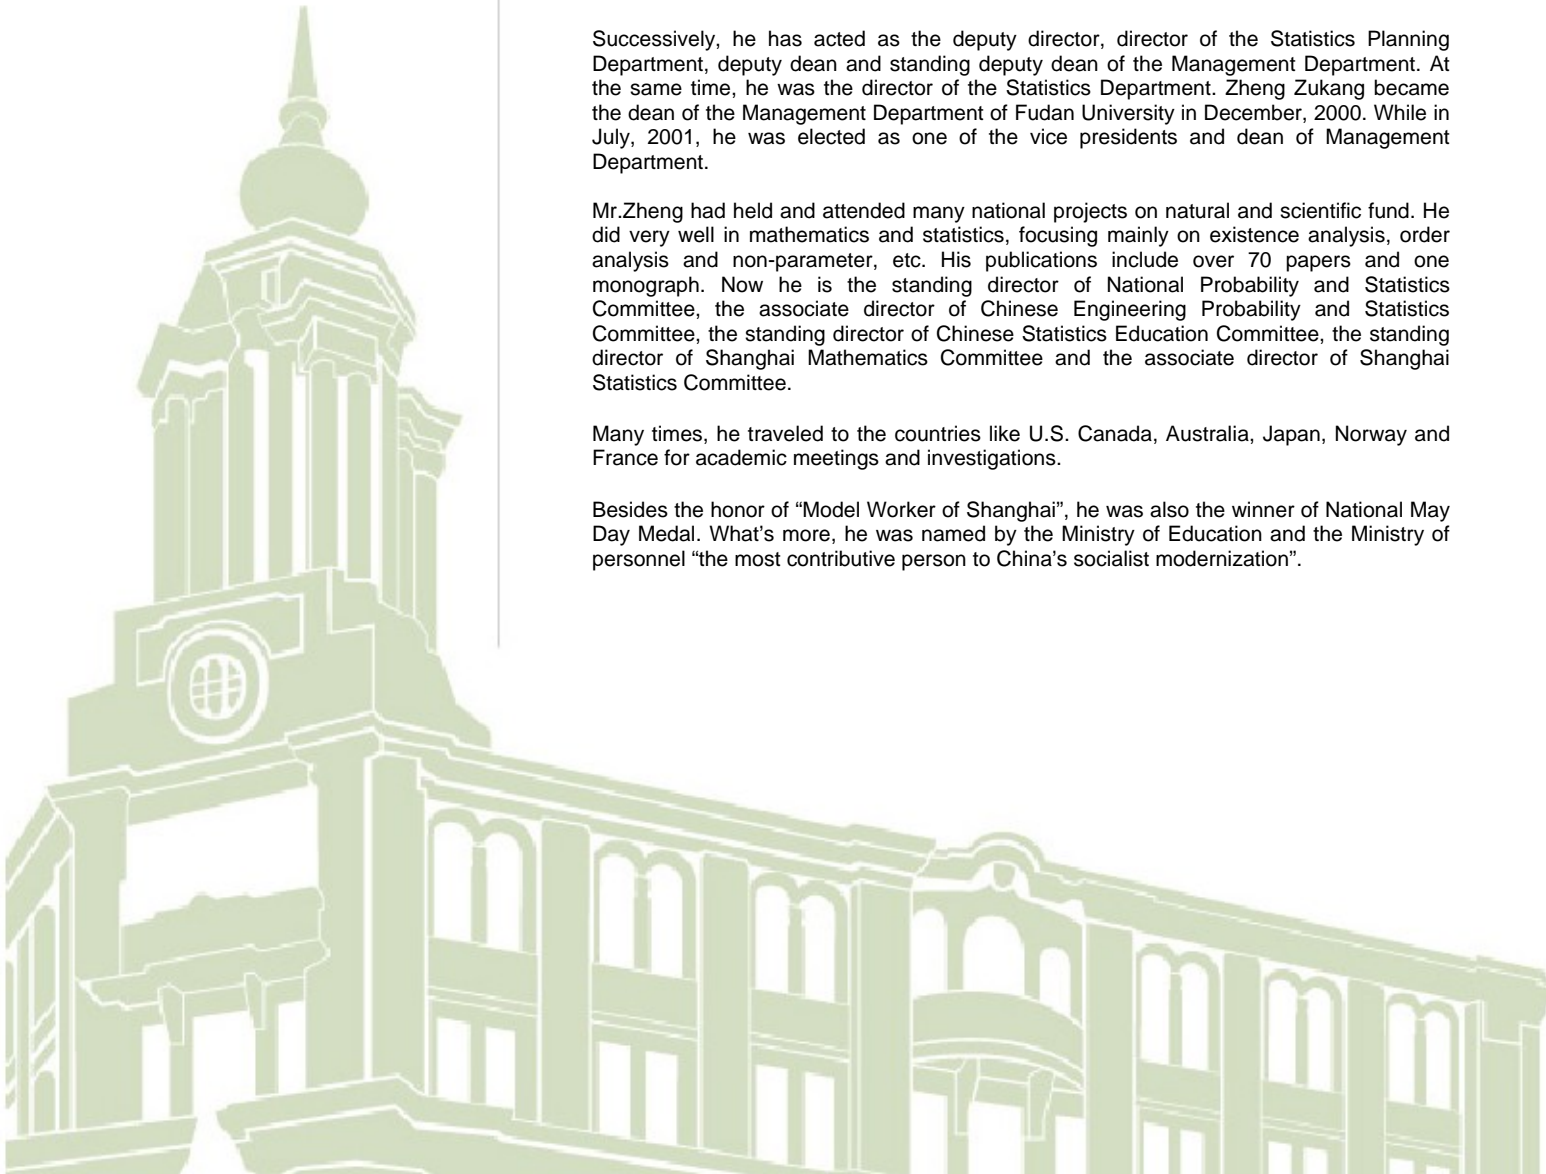 Successively, he has acted as the deputy director, director of the Statistics Planning
Department, deputy dean and standing deputy dean of the Management Department. At
the same time, he was the director of the Statistics Department. Zheng Zukang became
the dean of the Management Department of Fudan University in December, 2000. While in
July, 2001, he was elected as one of the vice presidents and dean of Management
Department.
Mr.Zheng had held and attended many national projects on natural and scientific fund. He
did very well in mathematics and statistics, focusing mainly on existence analysis, order
analysis and non-parameter, etc. His publications include over 70 papers and one
monograph. Now he is the standing director of National Probability and Statistics
Committee, the associate director of Chinese Engineering Probability and Statistics
Committee, the standing director of Chinese Statistics Education Committee, the standing
director of Shanghai Mathematics Committee and the associate director of Shanghai
Statistics Committee.
Many times, he traveled to the countries like U.S. Canada, Australia, Japan, Norway and
France for academic meetings and investigations.
Besides the honor of “Model Worker of Shanghai”, he was also the winner of National May
Day Medal. What’s more, he was named by the Ministry of Education and the Ministry of
personnel “the most contributive person to China’s socialist modernization”.